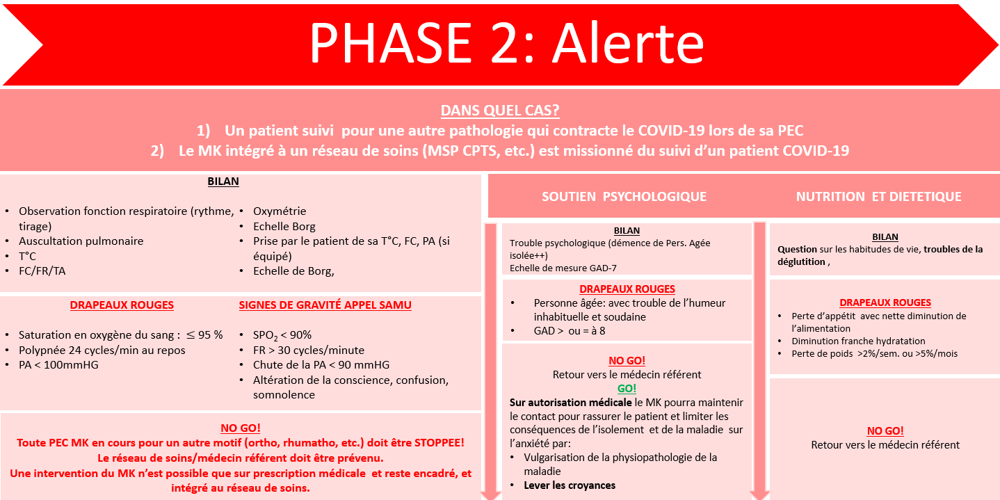 PHASE 2: Alerte
DANS QUEL CAS?
1) Un patient suivi pour une autre pathologie qui contracte le COVID-19 lors de sa PEC
2) Le MK intégré à un réseau de soins (MSP CPTS, etc.) est missionné du suivi d'un patient COVID-19
BILAN
• Observation fonction respiratoire (rythme,
tirage)
• Auscultation pulmonaire
• T°C
• FC/FR/TA
• Oxymétrie
• Echelle Borg
• Prise par le patient de sa T°C, FC, PA (si
équipé)
• Echelle de Borg,
DRAPEAUX ROUGES
• Saturation en oxygène du sang : ≤ 95 %
• Polypnée 24 cycles/min au repos
• PA < 100mmHG
SIGNES DE GRAVITÉ APPEL SAMU
• SPO2 < 90%
• FR > 30 cycles/minute
• Chute de la PA < 90 mmHG
• Altération de la conscience, confusion,
somnolence
NO GO!
Toute PEC MK en cours pour un autre motif (ortho, rhumatho, etc.) doit être STOPPEE!
Le réseau de soins/médecin référent doit être prévenu.
Une intervention du MK n'est possible que sur prescription médicale et reste encadré, et
intégré au réseau de soins.
SOUTIEN PSYCHOLOGIQUE
BILAN
Trouble psychologique (démence de Pers. Agée
isolée++)
Echelle de mesure GAD-7
DRAPEAUX ROUGES
• Personne âgée: avec trouble de l'humeur
inhabituelle et soudaine
• GAD > ou = à 8
NO GO!
Retour vers le médecin référent
GO!
Sur autorisation médicale le MK pourra maintenir
le contact pour rassurer le patient et limiter les
conséquences de l'isolement et de la maladie sur
l'anxiété par:
• Vulgarisation de la physiopathologie de la
maladie
• Lever les croyances
NUTRITION ET DIETETIQUE
BILAN
Question sur les habitudes de vie, troubles de la
déglutition ,
DRAPEAUX ROUGES
• Perte d'appétit avec nette diminution de
l'alimentation
• Diminution franche hydratation
• Perte de poids >2%/sem. ou >5%/mois
NO GO!
Retour vers le médecin référent